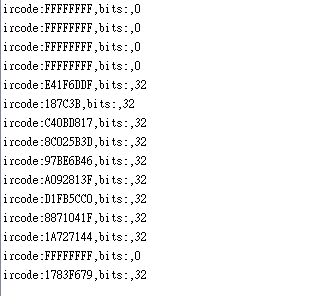 ircode:FFFFFFFF,bits:,0
ircode:FFFFFFFF,bits:,0
ircode:FFFFFFFF,bits:,0
ircode:FFFFFFFF,bits:,0
ircode:E41F6DDF,bits:,32
ircode:187C3B,bits:,32
ircode:C40BD817,bits:,32
ircode:8C025B3D,bits:,32
ircode:97BE6B46,bits:,32
ircode:A092813F,bits:,32
ircode:D1FB5CC0,bits:,32
ircode:8871041F,bits:,32
ircode:1A727144,bits:,32
ircode:FFFFFFFF,bits:,0
ircode:1783F679,bits:,32